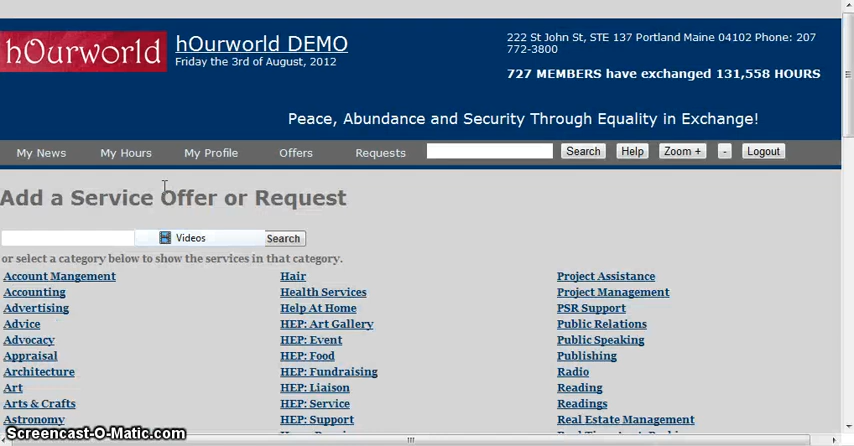 hOurworld
hOurworld DEMO
Friday the 3rd of August, 2012
222 St John St, STE 137 Portland Maine 04102 Phone: 207
772-3800
727 MEMBERS have exchanged 131,558 HOURS
Peace, Abundance and Security Through Equality in Exchange!
My News My Hours My Profile Offers Requests Search Help Zoom + - Logout
Add a Service Offer or Request
Videos Search
or select a category below to show the services in that category.
Account Mangement
Accounting
Advertising
Advice
Advocacy
Appraisal
Architecture
Art
Arts & Crafts
Astronomy
Hair
Health Services
Help At Home
HEP: Art Gallery
HEP: Event
HEP: Food
HEP: Fundraising
HEP: Liaison
HEP: Service
HEP: Support
Project Assistance
Project Management
PSR Support
Public Relations
Public Speaking
Publishing
Radio
Reading
Readings
Real Estate Management
Screencast-O-Matic.com